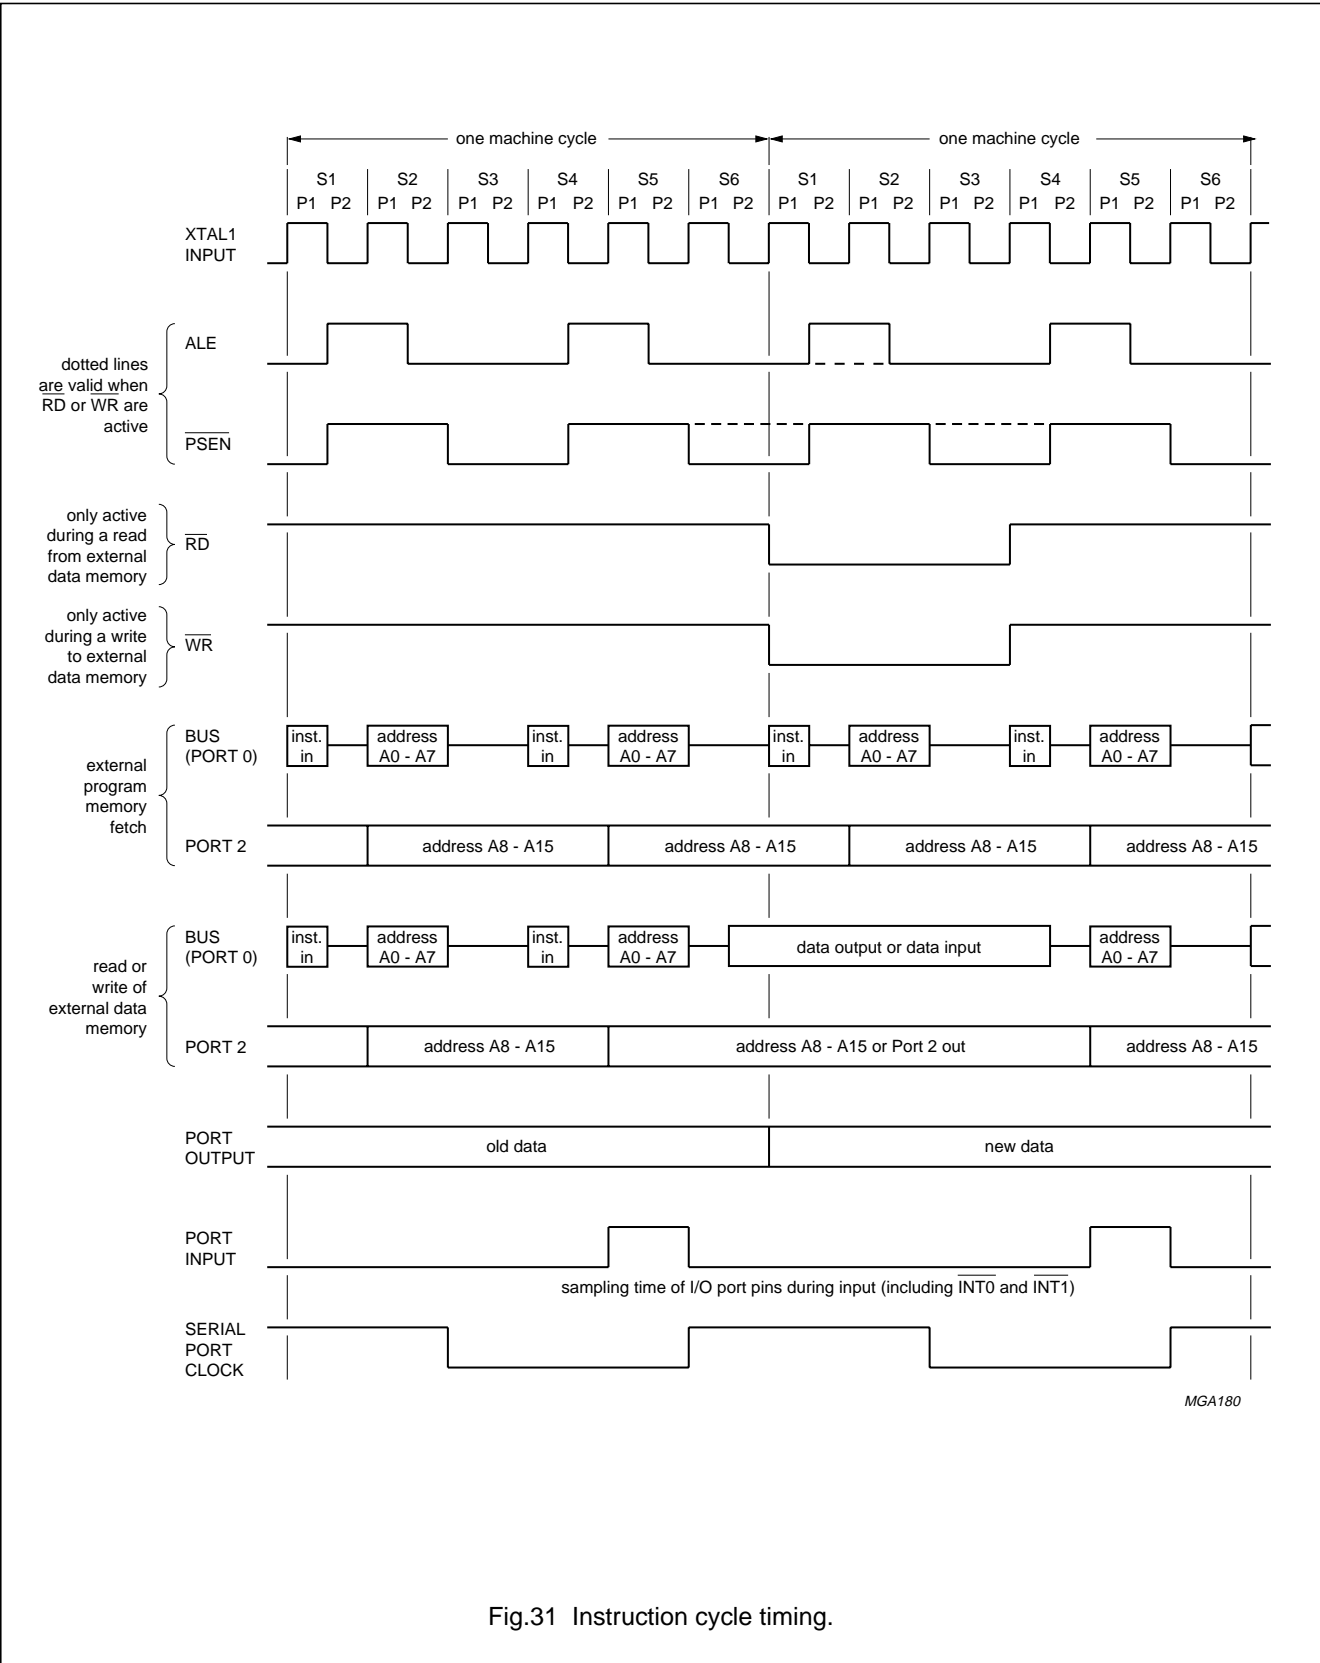 one machine cycle one machine cycle
S1 S2 S3 S4 S5 S6 S1 S2 S3 S4 S5 S6
P1 P2 P1 P2 P1 P2 P1 P2 P1 P2 P1 P2 P1 P2 P1 P2 P1 P2 P1 P2 P1 P2 P1 P2
XTAL1
INPUT
dotted lines
are valid when
RD or WR are
active
ALE
PSEN
only active
during a read
from external
data memory
RD
only active
during a write
to external
data memory
WR
external
program
memory
fetch
BUS
(PORT 0)
inst. address inst. address inst. address inst. address
in A0 - A7 in A0 - A7 in A0 - A7 in A0 - A7
PORT 2
address A8 - A15 address A8 - A15 address A8 - A15 address A8 - A15
read or
write of
external data
memory
BUS
(PORT 0)
inst. address inst. address data output or data input address
in A0 - A7 in A0 - A7 A0 - A7
PORT 2
address A8 - A15 address A8 - A15 or Port 2 out address A8 - A15
PORT
OUTPUT
old data new data
PORT
INPUT
sampling time of I/O port pins during input (including INT0 and INT1)
SERIAL
PORT
CLOCK
MGA180
Fig.31 Instruction cycle timing.